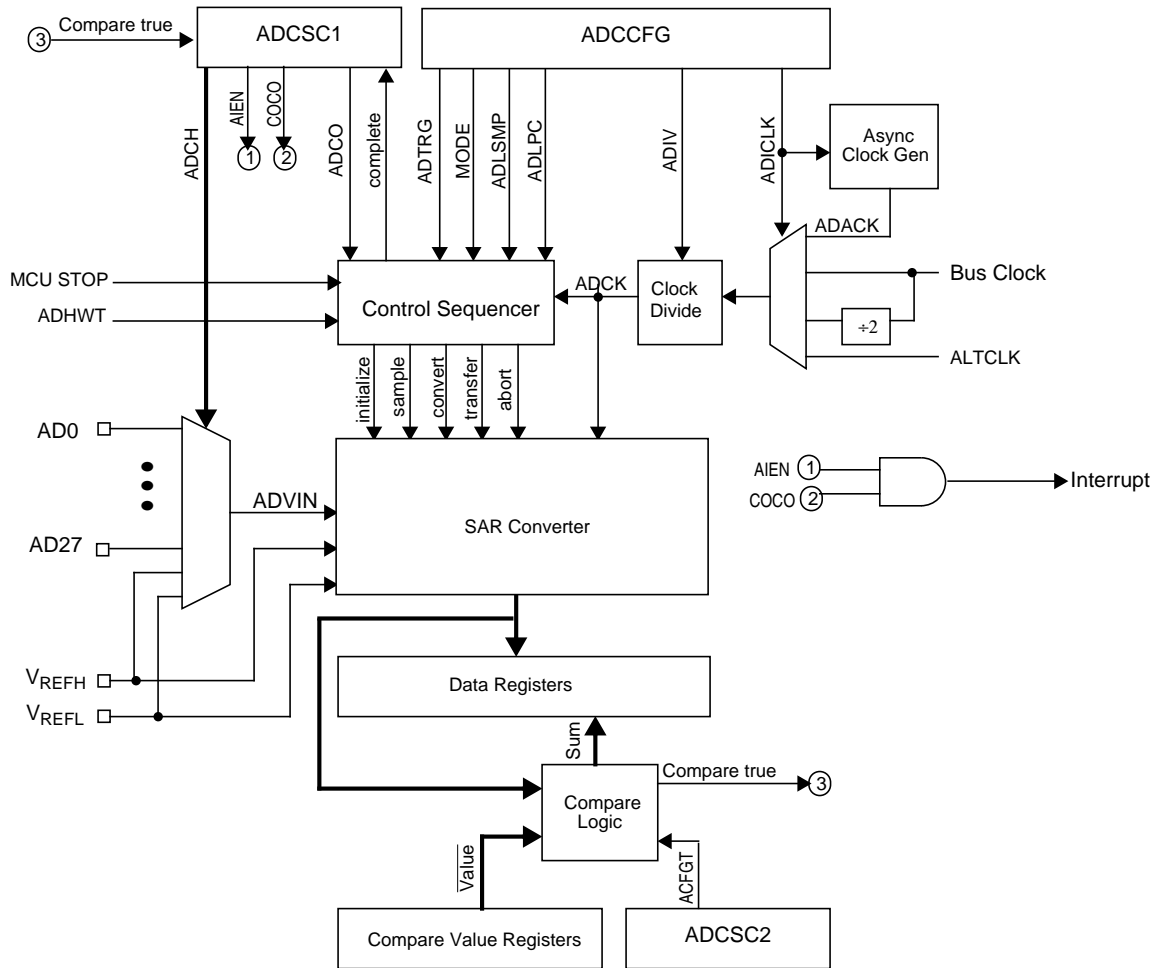 3
Compare true
ADCSC1
ADCCFG
ADCH
AIEN
COCO
ADCO
complete
ADTRG
MODE
ADLSMP
ADLPC
ADIV
ADICLK
Async
Clock Gen
1
2
ADACK
MCU STOP
ADHWT
Control Sequencer
ADCK
Clock
Divide
Bus Clock
÷2
ALTCLK
initialize
sample
convert
transfer
abort
AD0
AD27
ADVIN
SAR Converter
AIEN 1
COCO 2
Interrupt
VREFH
VREFL
Data Registers
Sum
Compare
Logic
Compare true
3
Value
ACFGT
Compare Value Registers
ADCSC2